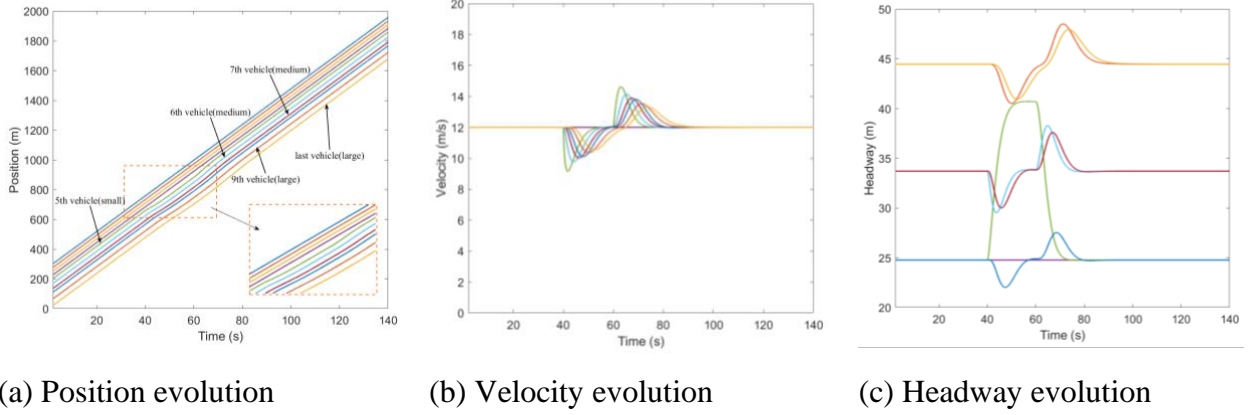 2000
1800
1600
1400
1200
1000
800
600
400
200
0
Position (m)
7th vehicle(medium)
6th vehicle(medium)
last vehicle(large)
9th vehicle(large)
5th vehicle(small)
20 40 60 80 100 120 140
Time (s)
20
18
16
14
12
10
8
6
4
2
0
Velocity (m/s)
20 40 60 80 100 120 140
Time (s)
50
45
40
35
30
25
20
Headway (m)
20 40 60 80 100 120 140
Time (s)
(a) Position evolution
(b) Velocity evolution
(c) Headway evolution